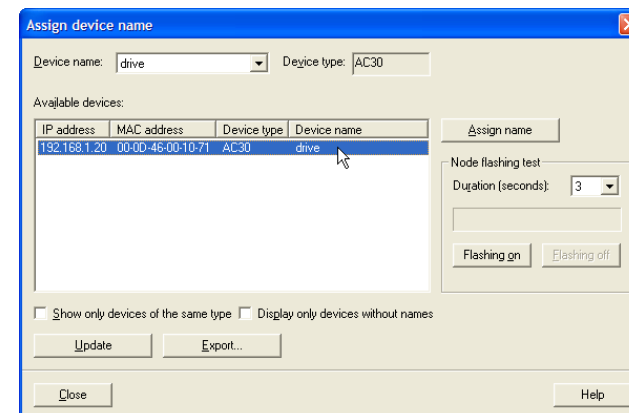 Assign device name
Device name: drive Device type: AC30
Available devices:
IP address MAC address Device type Device name
192.168.1.20 00-0D-46-00-10-71 AC30 drive
Assign name
Node flashing test
Duration (seconds): 3
Flashing on Flashing off
Show only devices of the same type Display only devices without names
Update Export...
Close Help